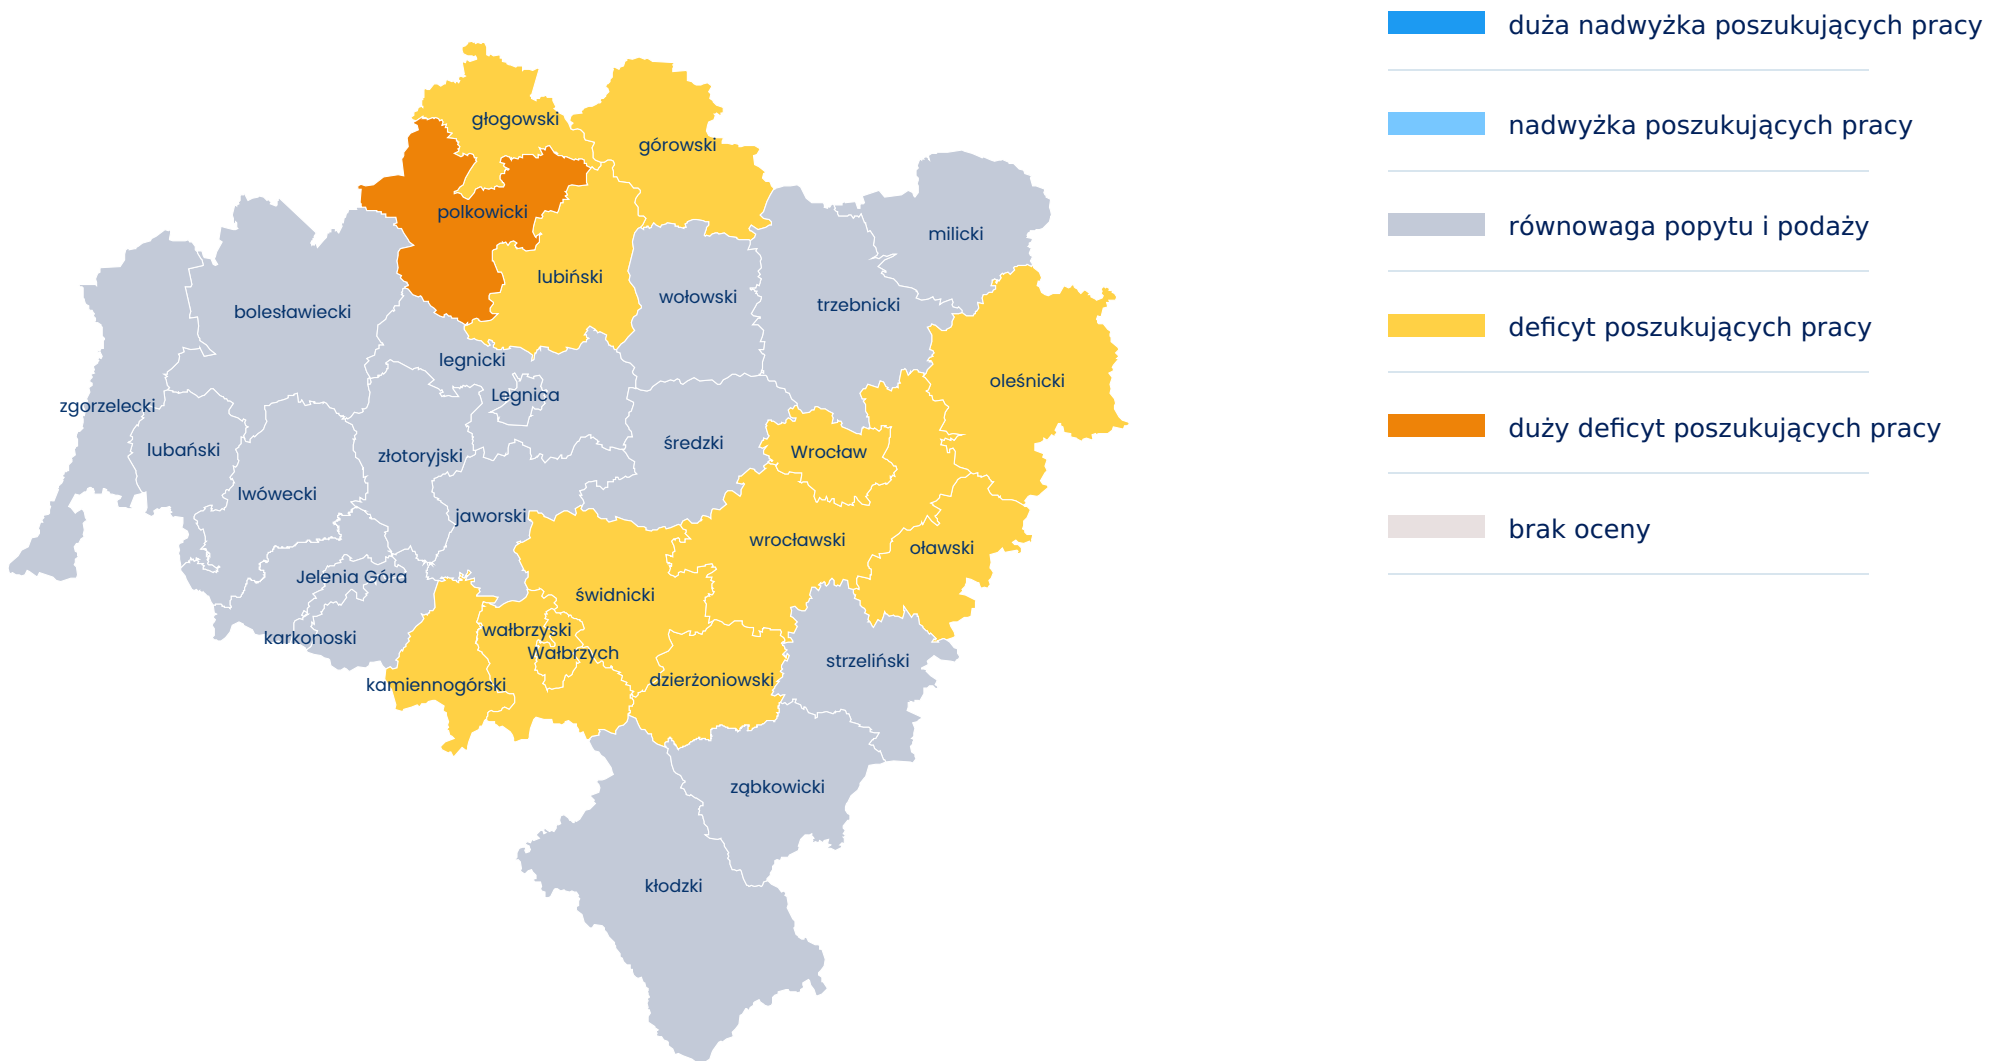 duża nadwyżka poszukujących pracy
nadwyżka poszukujących pracy
równowaga popytu i podaży
deficyt poszukujących pracy
duży deficyt poszukujących pracy
brak oceny
głogowski
górowski
polkowicki
milicki
lubiński
wołowski
trzebnicki
bolesławiecki
legnicki
oleśnicki
Legnica
zgorzelecki
średzki
lubański
Wrocław
złotoryjski
lwówecki
jaworski
wrocławski
oławski
Jelenia Góra
świdnicki
wałbrzyski
karkonoski
Wałbrzych
strzeliński
dzierżoniowski
kamiennogórski
ząbkowicki
kłodzki